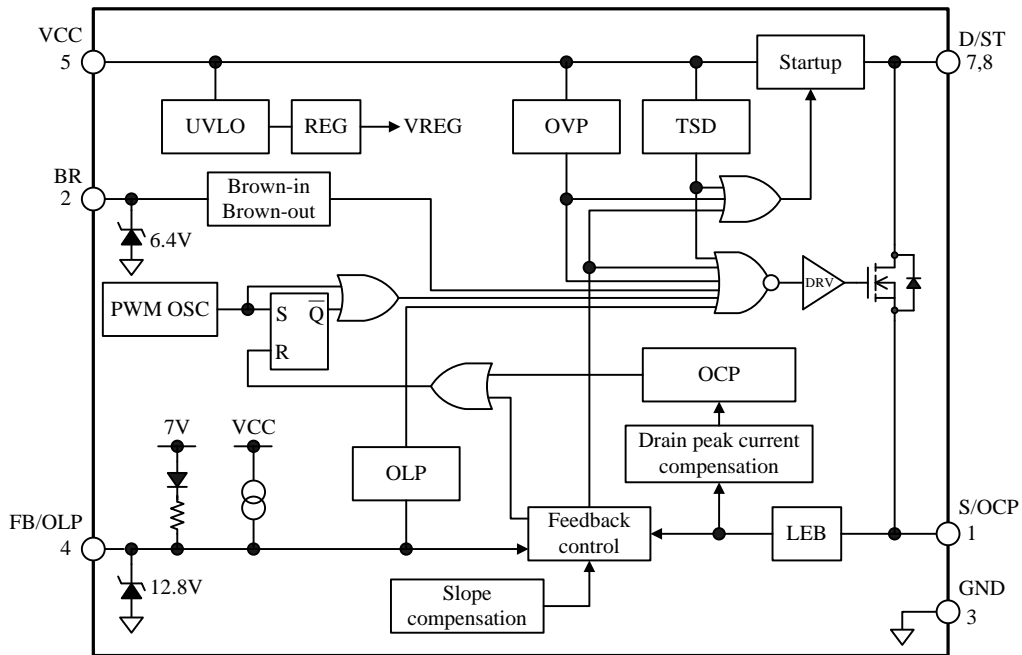 VCC
5
D/ST
7,8
Startup
UVLO
REG
VREG
OVP
TSD
BR
2
Brown-in
Brown-out
6.4V
PWM OSC
S
Q
R
DRV
OCP
7V
VCC
OLP
Drain peak current
compensation
FB/OLP
4
Feedback
control
LEB
S/OCP
1
12.8V
Slope
compensation
GND
3